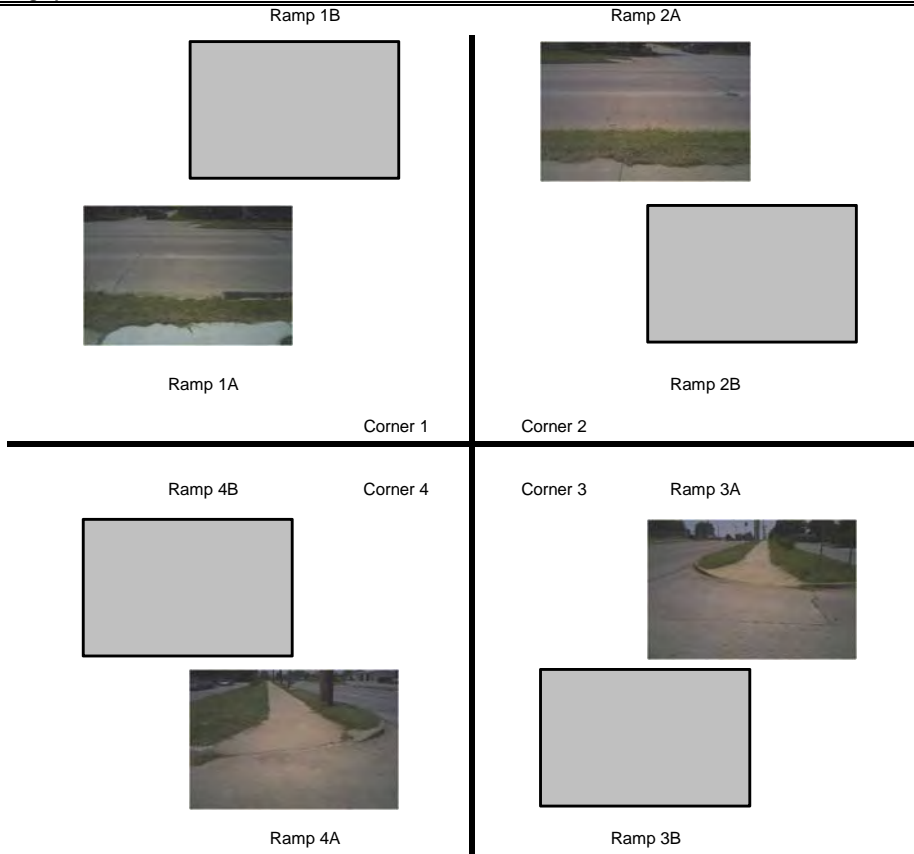 Ramp 1B Ramp 2A
Ramp 1A Ramp 2B
Corner 1 Corner 2
Ramp 4B Corner 4 Corner 3 Ramp 3A
Ramp 4A Ramp 3B